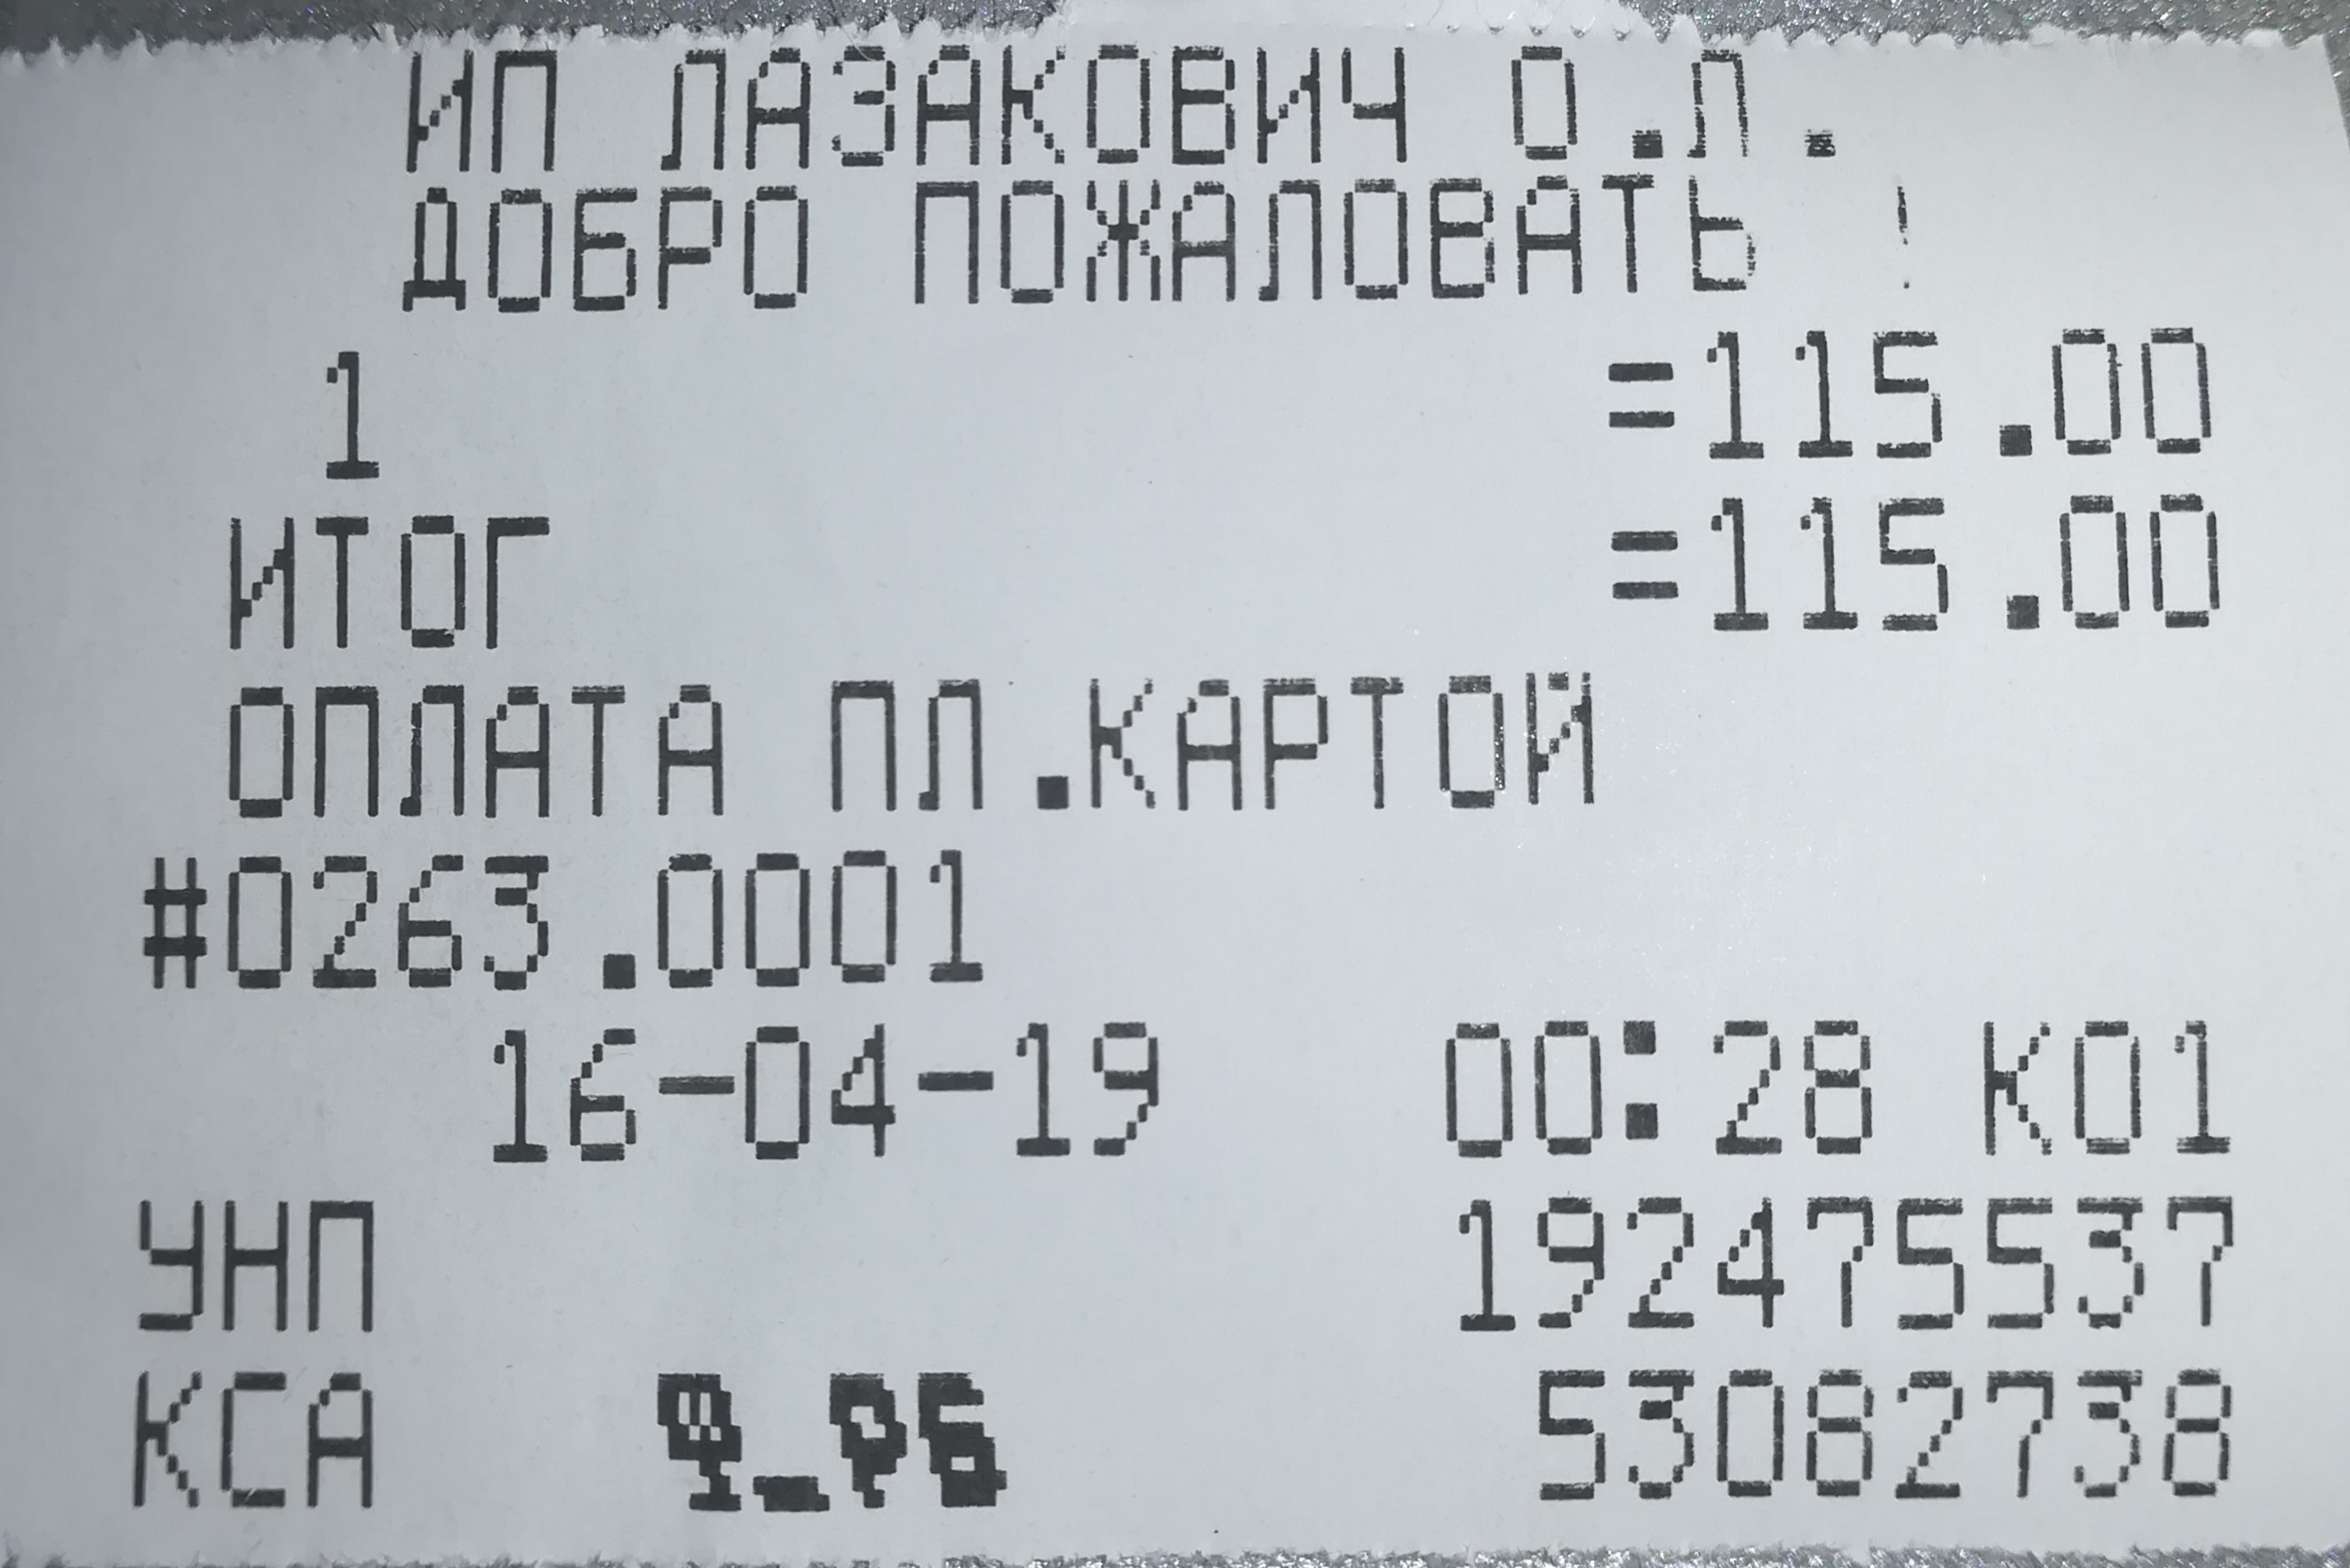 ИП ЛАЗАКОВИЧ О.Л.
ДОБРО ПОЖАЛОВАТЬ !
1 =115.00
ИТОГ =115.00
ОПЛАТА ПЛ.КАРТОЙ
#0263.0001
16-04-19 00:28 К01
УНП 192475537
КСА 53082738